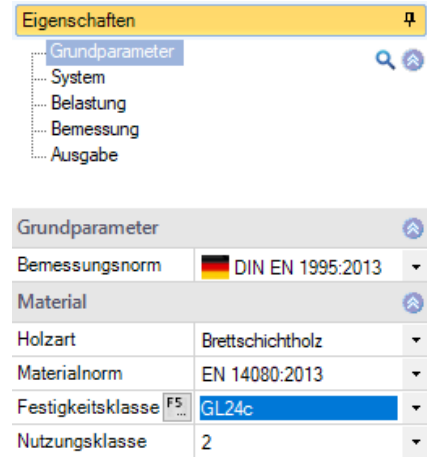 Eigenschaften
Grundparameter
System
Belastung
Bemessung
Ausgabe
Grundparameter
Bemessungsnorm DIN EN 1995:2013
Material
Holzart Brettschichtholz
Materialnorm EN 14080:2013
Festigkeitsklasse F5... GL24c
Nutzungsklasse 2